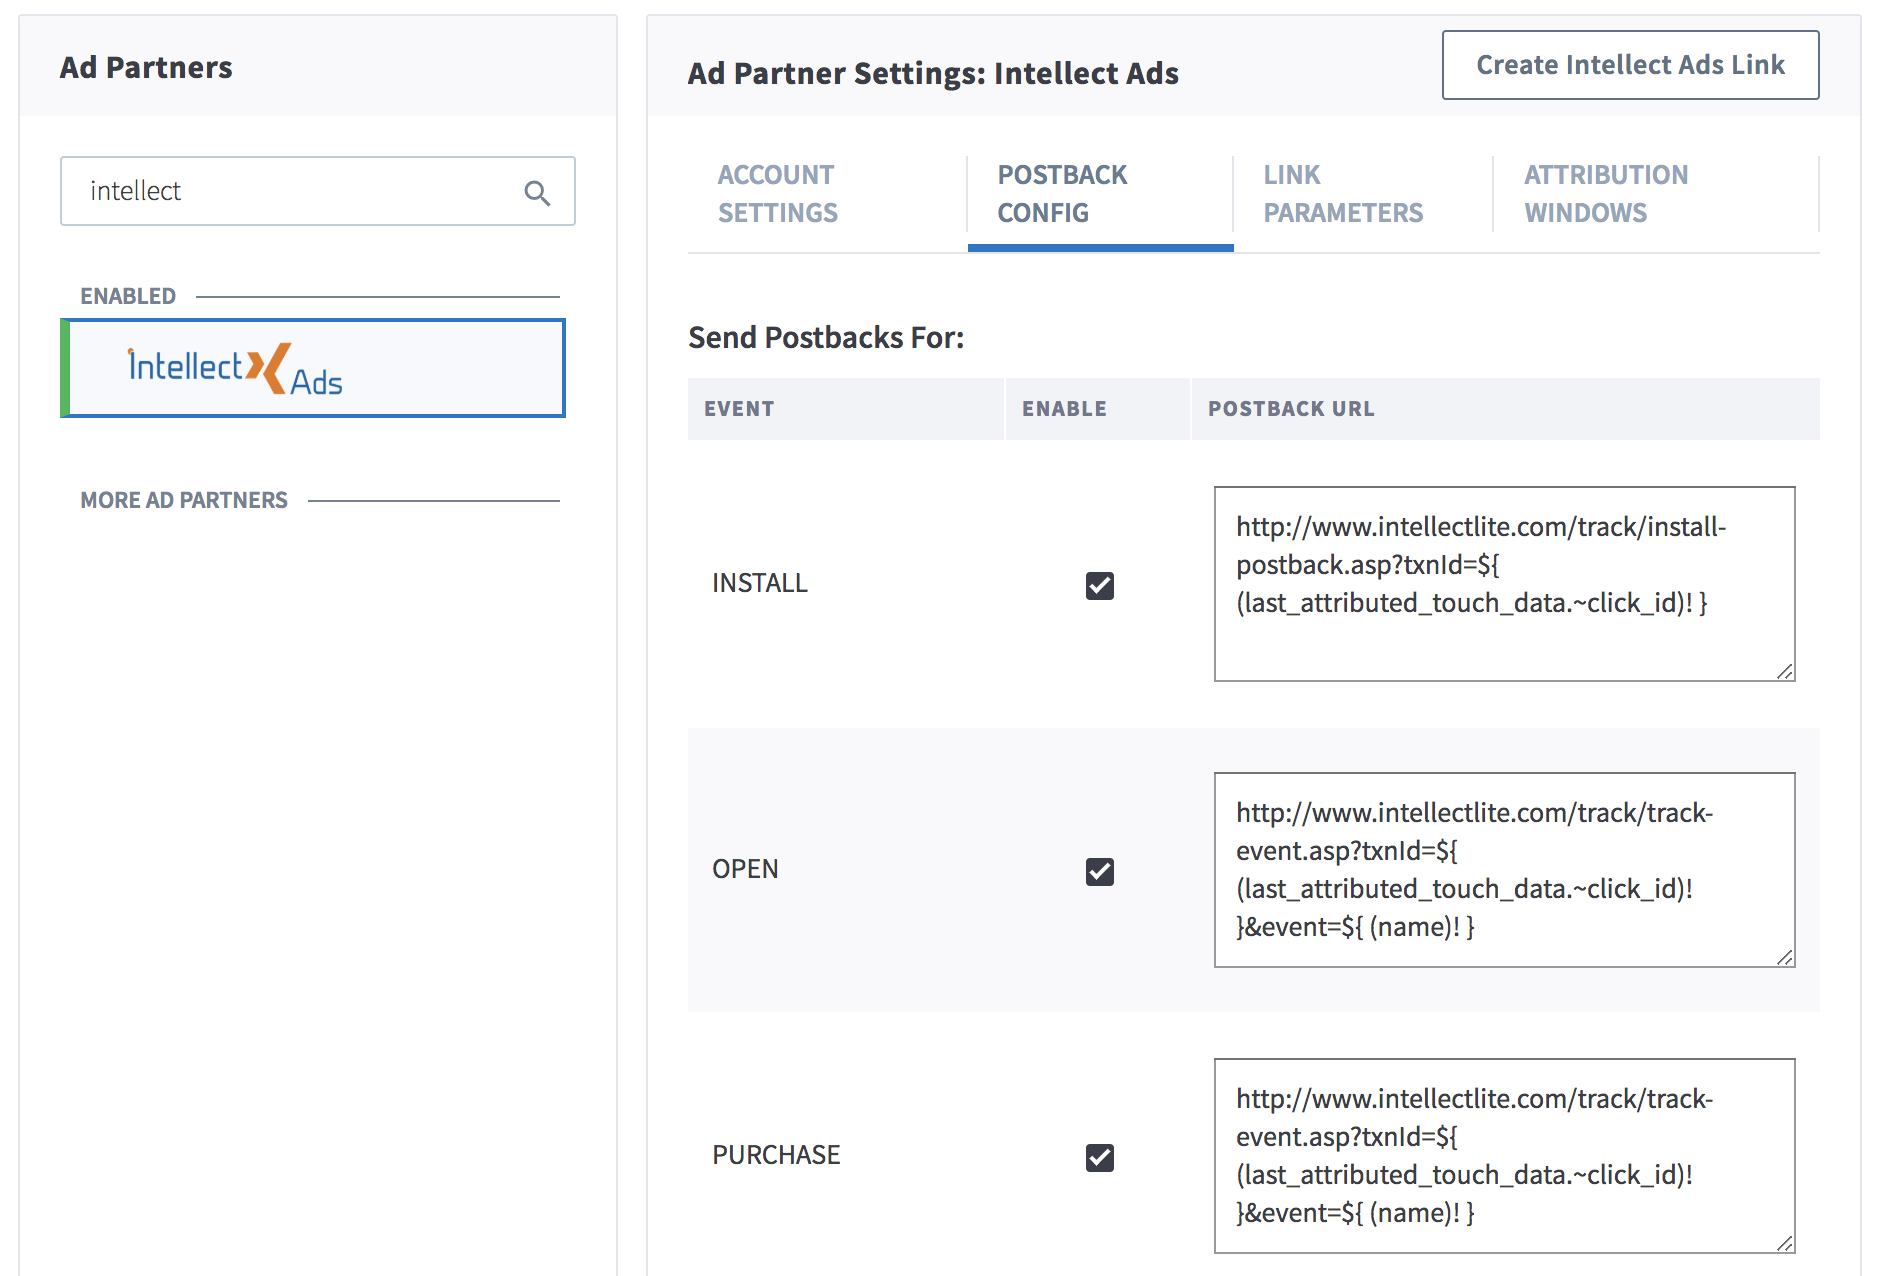 Ad Partners
intellect
ENABLED
Intellect Ads
MORE AD PARTNERS
Ad Partner Settings: Intellect Ads
Create Intellect Ads Link
ACCOUNT
SETTINGS
POSTBACK
CONFIG
LINK
PARAMETERS
ATTRIBUTION
WINDOWS
Send Postbacks For:
EVENT
ENABLE
POSTBACK URL
INSTALL
http://www.intellectlite.com/track/install-
postback.asp?txnId=${
(last_attributed_touch_data.~click_id)! }
OPEN
http://www.intellectlite.com/track/track-
event.asp?txnId=${
(last_attributed_touch_data.~click_id)!
}&event=${ (name)! }
PURCHASE
http://www.intellectlite.com/track/track-
event.asp?txnId=${
(last_attributed_touch_data.~click_id)!
}&event=${ (name)! }